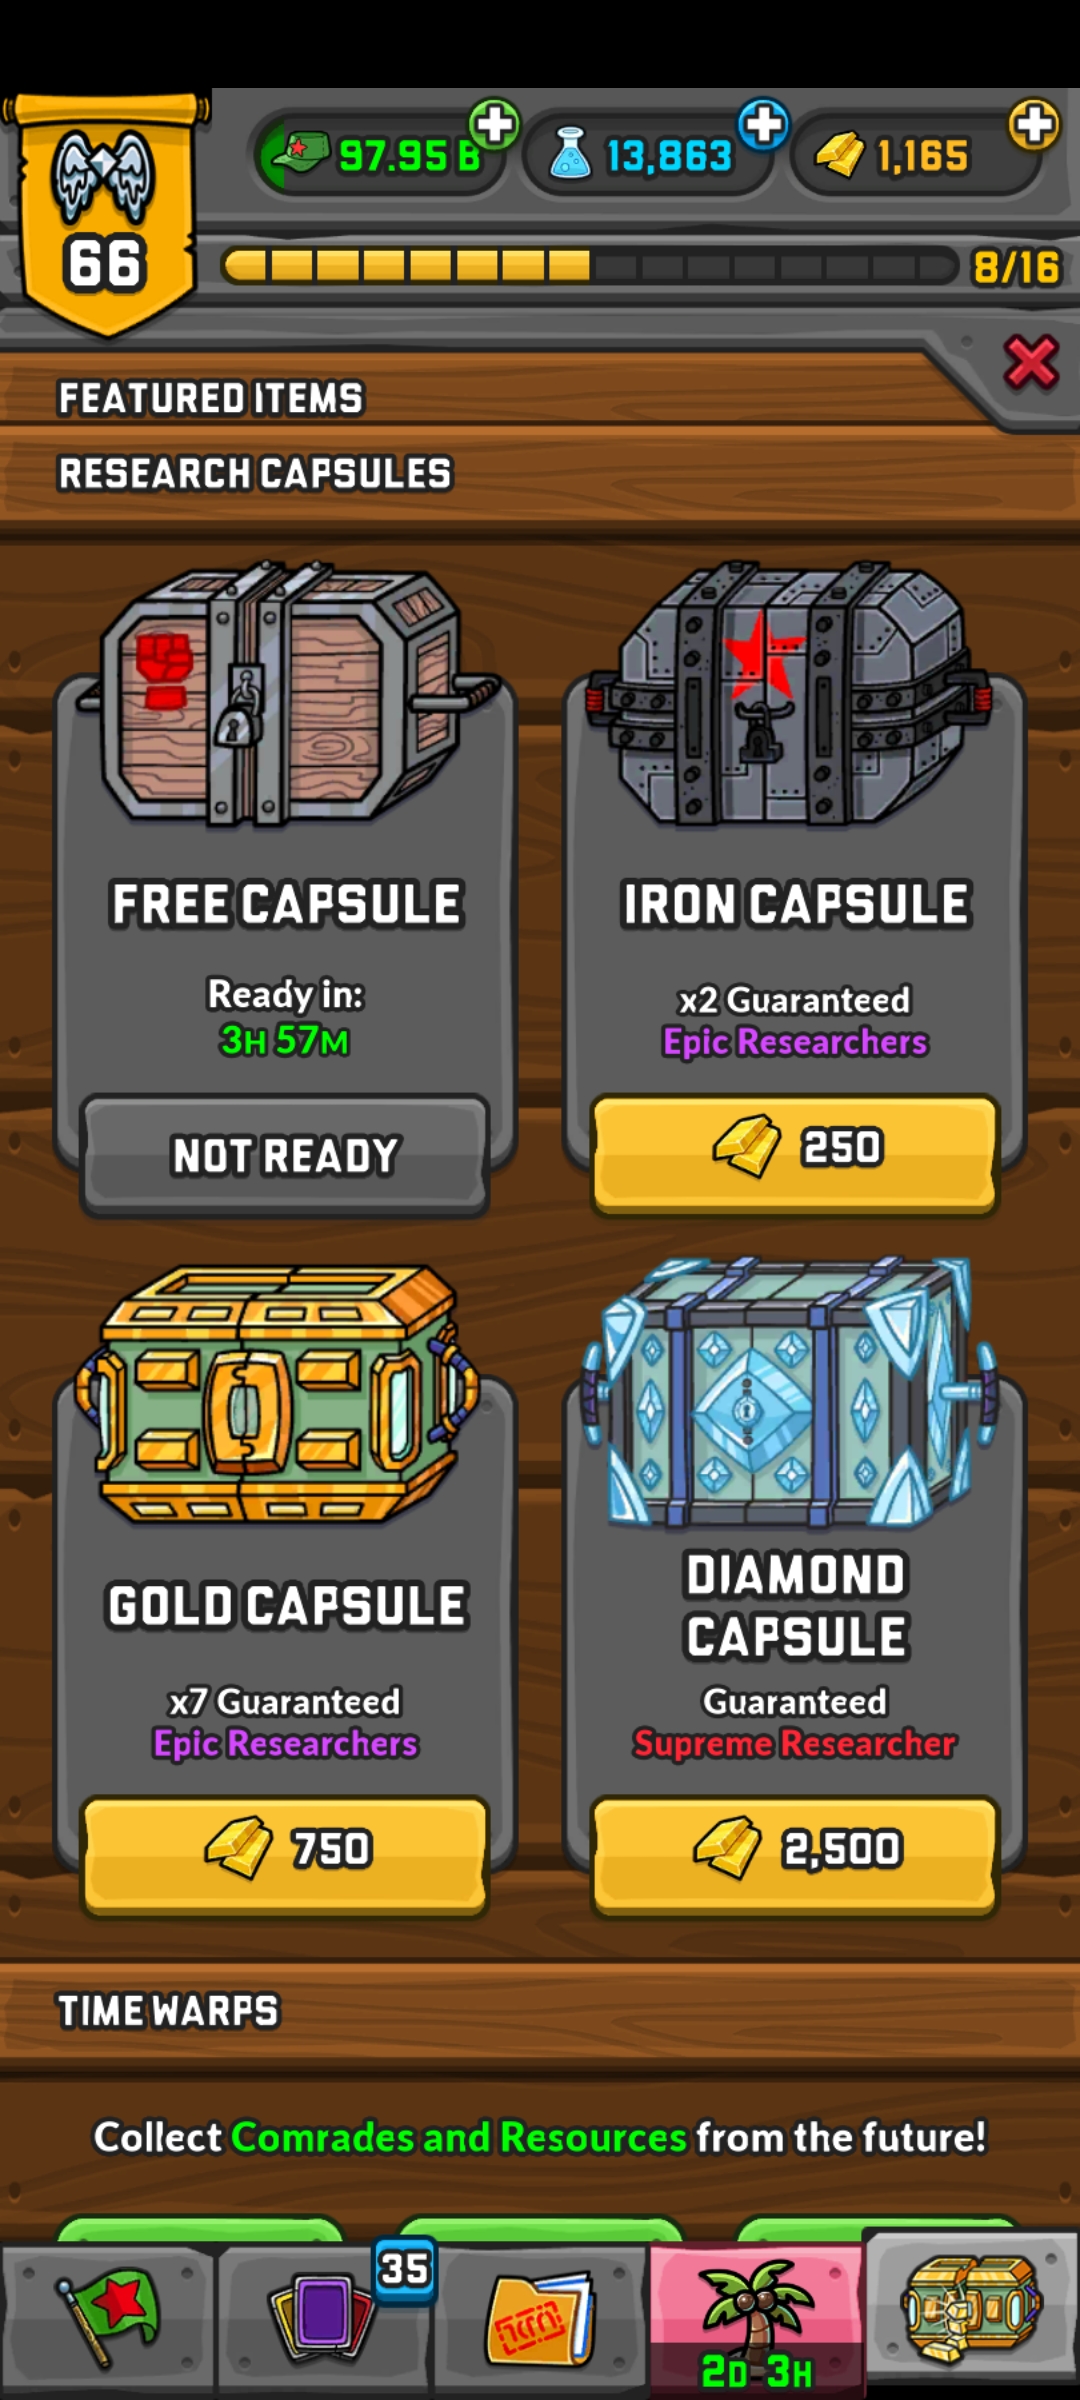 97.95 B
13,863
1,165
66
8/16
FEATURED ITEMS
RESEARCH CAPSULES
FREE CAPSULE
Ready in:
3H 57M
NOT READY
IRON CAPSULE
x2 Guaranteed
Epic Researchers
250
GOLD CAPSULE
x7 Guaranteed
Epic Researchers
750
DIAMOND
CAPSULE
Guaranteed
Supreme Researcher
2,500
TIME WARPS
Collect Comrades and Resources from the future!
35
2D 3H